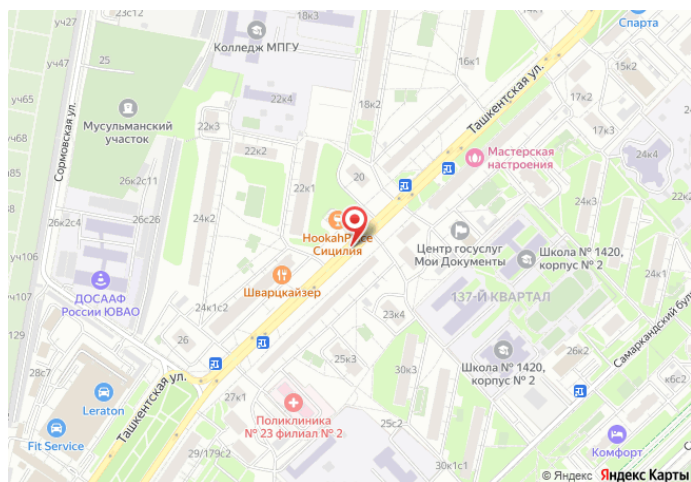 23с12
уч47
18к3
Колледж МПГУ
Спарта
25
16к1
15к2
уч65
Сормовская ул.
22к4
18к2
Ташкентская ул.
17к2
уч68
Мусульманский
участок
22к3
17к3
24к4
22к2
Мастерская
настроения
26к2с11
20
22к1
26к2с4
26с26
24к2
HookahPlace
Сицилия
Центр госуслуг
Мои Документы
Школа № 1420,
корпус № 2
уч106
24к1
ДОСААФ
России ЮВАО
Шварцкайзер
137-Й КВАРТАЛ
уч107
24к1с2
23к4
Самаркандский бул
26
25к3
26к2
28с7
30к3
Школа № 1420,
корпус № 2
к6с2
Leraton
Ташкентская ул.
27к1
Поликлиника
№ 23 филиал № 2
25с2
Fit Service
Комфорт
29/179с2
30к1с1
© Яндекс Яндекс Карты